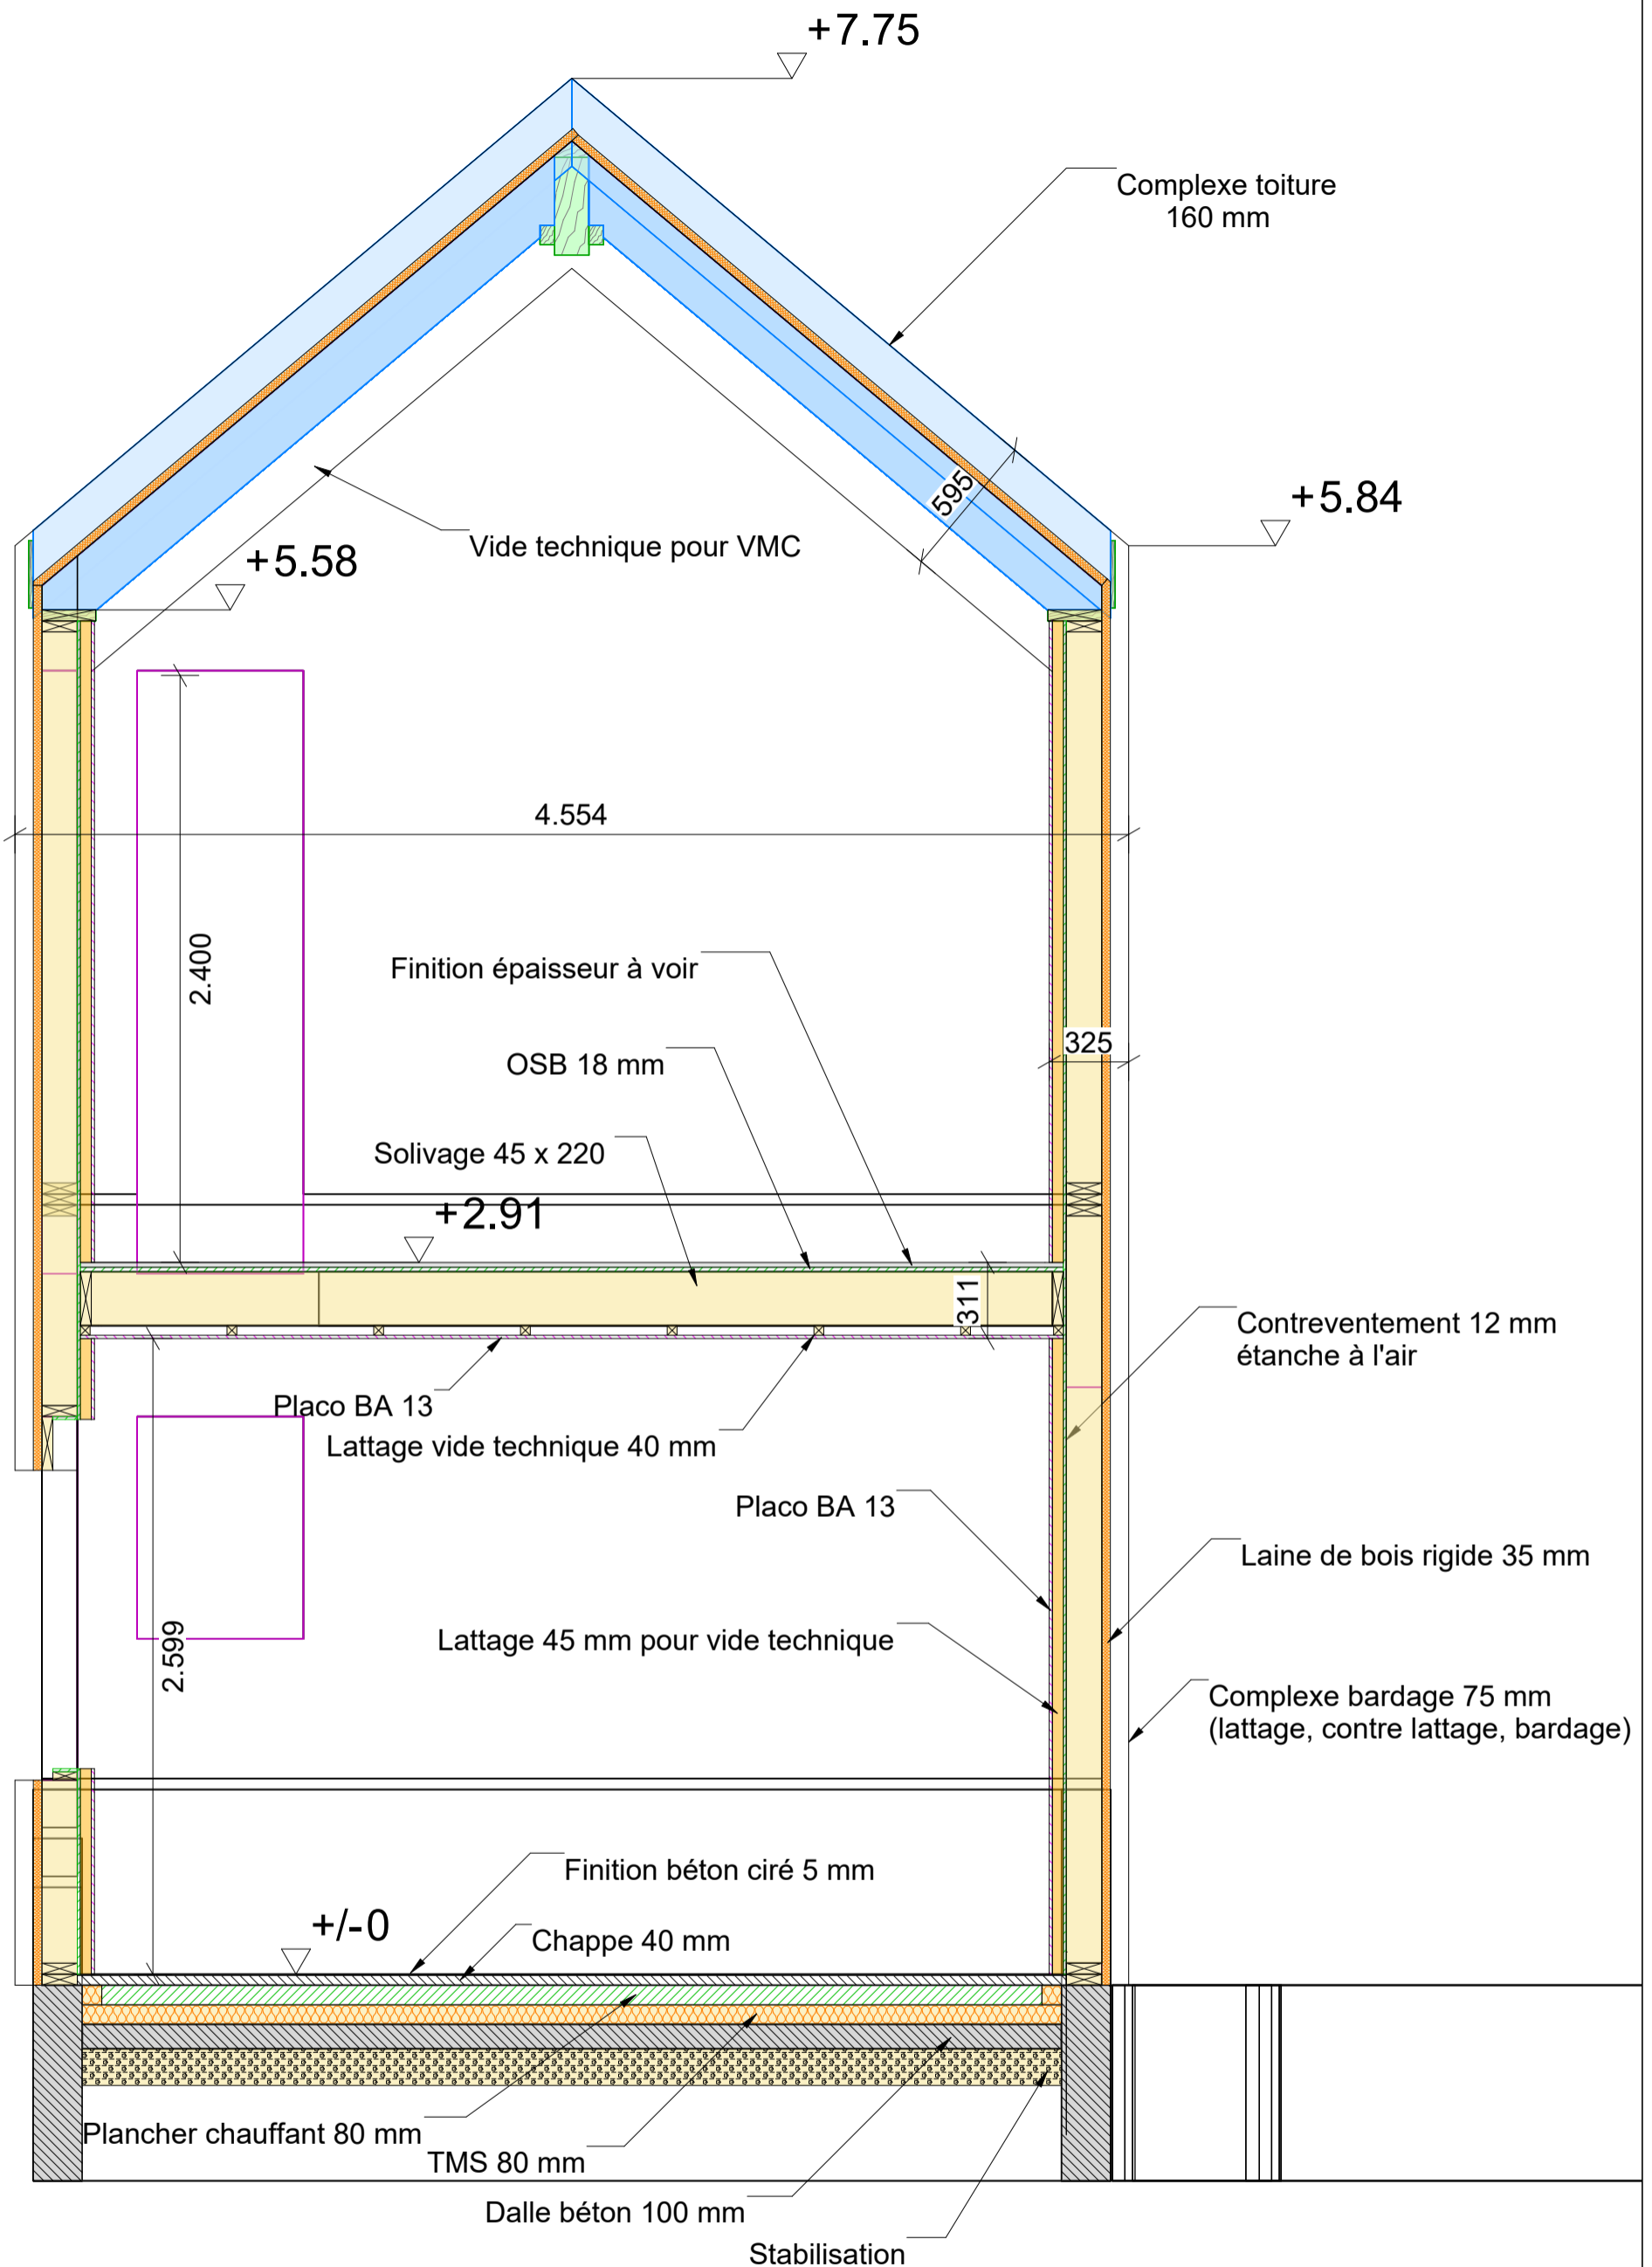 +7.75
Complexe toiture
160 mm
595
+5.84
Vide technique pour VMC
+5.58
4.554
2.400
Finition épaisseur à voir
325
OSB 18 mm
Solivage 45 x 220
+2.91
311
Contreventement 12 mm
étanche à l'air
Placo BA 13
Lattage vide technique 40 mm
Placo BA 13
Laine de bois rigide 35 mm
2.599
Lattage 45 mm pour vide technique
Complexe bardage 75 mm
(lattage, contre lattage, bardage)
Finition béton ciré 5 mm
+/-0
Chappe 40 mm
Plancher chauffant 80 mm
TMS 80 mm
Dalle béton 100 mm
Stabilisation